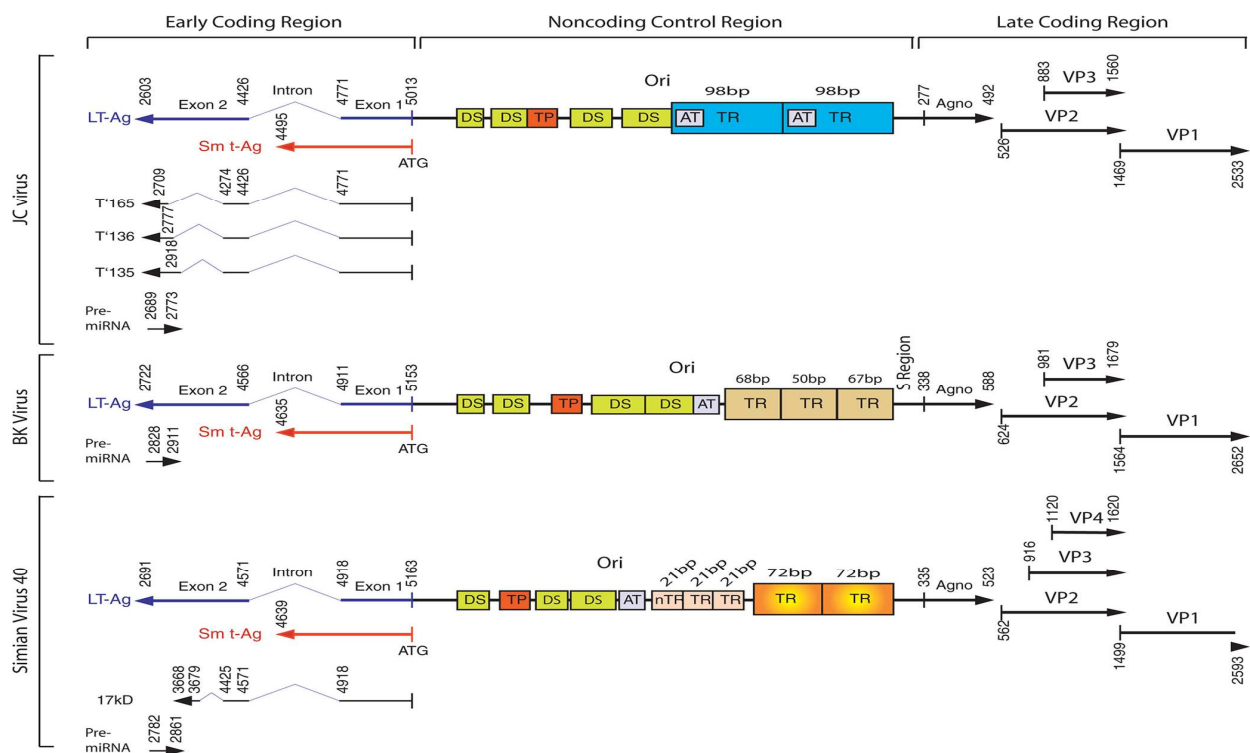 Early Coding Region Noncoding Control Region Late Coding Region
JC virus
883 VP3 1560
2603 Exon 2 4426 Intron 4771 Exon 1 5013 Ori 98bp 98bp 277 Agno 492
LT-Ag DS DS TP DS DS AT TR AT TR VP2
4495
Sm t-Ag ATG 526 1469 VP1 2533
2709 4274 4426 4771
T'165
2777
T'136
2918
T'135
Pre-miRNA 2689 2773
BK Virus
981 VP3 1679
2722 Exon 2 4566 Intron 4911 Exon 1 5153 Ori 68bp 50bp 67bp S Region 338 Agno 588
LT-Ag DS DS TP DS DS AT TR TR TR VP2
4635
Sm t-Ag ATG 624 1564 VP1 2652
Pre-miRNA 2828 2911
Simian Virus 40
1120 VP4 1620
916 VP3
2691 Exon 2 4571 Intron 4918 Exon 1 5163 Ori 21bp 21bp 21bp 72bp 72bp 335 Agno 523
LT-Ag DS TP DS DS AT nTR TR TR TR TR VP2
4639
Sm t-Ag ATG 562 1499 VP1 2593
3668 3679 4425 4571 4918
17kD
Pre-miRNA 2782 2861